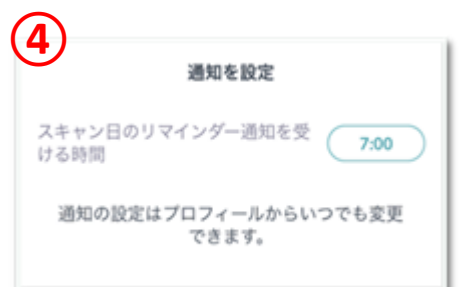 ④
通知を設定
スキャン日のリマインダー通知を受
ける時間
7:00
通知の設定はプロフィールからいつでも変更
できます。